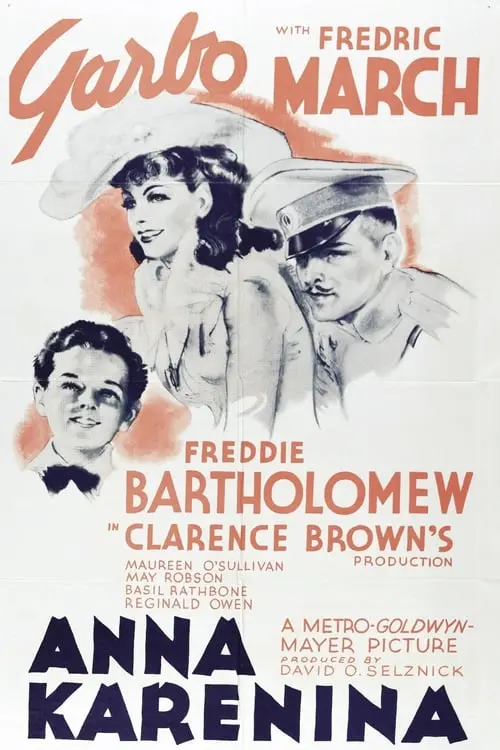 Garbo
WITH FREDRIC
MARCH
FREDDIE
BARTHOLOMEW
IN CLARENCE BROWN'S
PRODUCTION
MAUREEN O'SULLIVAN
MAY ROBSON
BASIL RATHBONE
REGINALD OWEN
A METRO-GOLDWYN-
MAYER PICTURE
PRODUCED BY
DAVID O. SELZNICK
ANNA
KARENINA